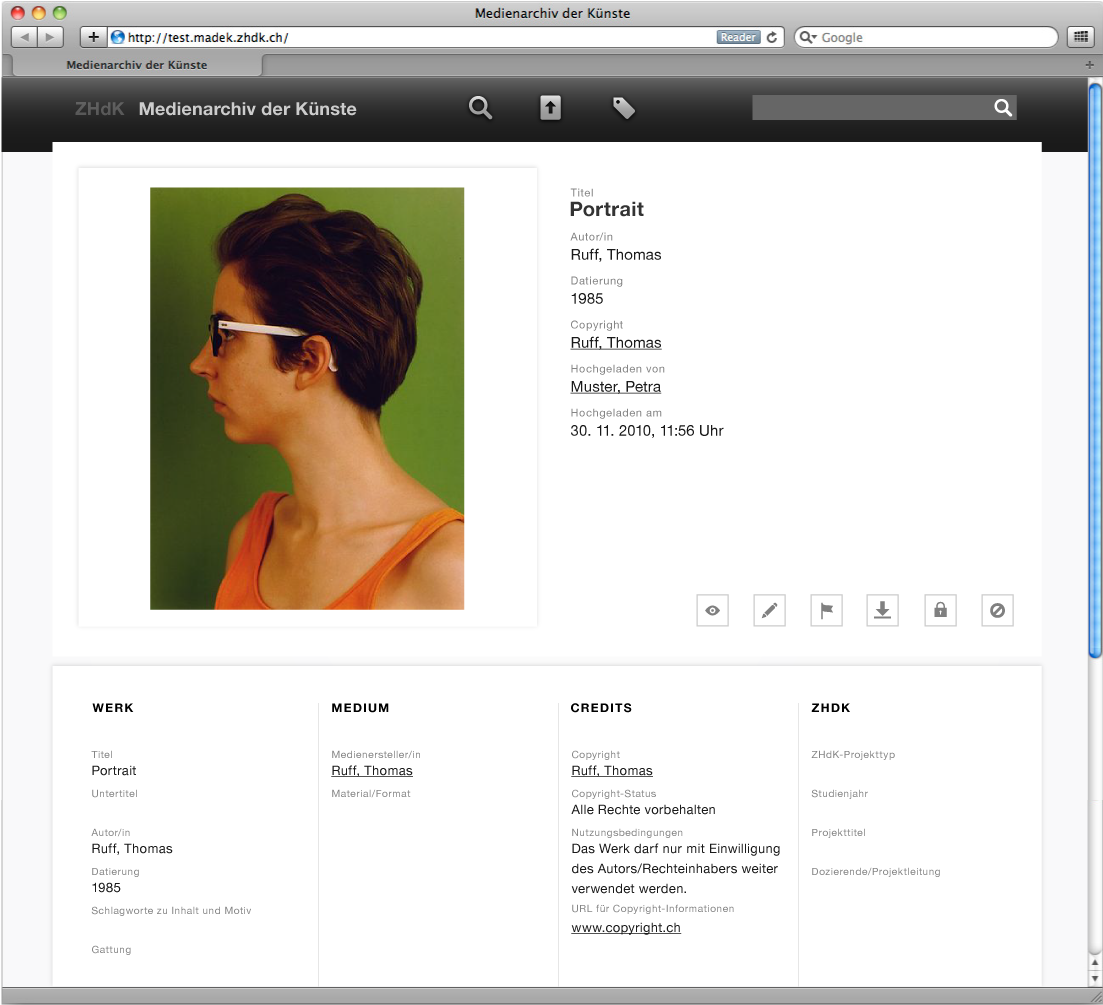 Medienarchiv der Künste
http://test.madek.zhdk.ch/
Reader
Google
Medienarchiv der Künste
ZHdK Medienarchiv der Künste
Titel
Portrait
Autor/in
Ruff, Thomas
Datierung
1985
Copyright
Ruff, Thomas
Hochgeladen von
Muster, Petra
Hochgeladen am
30. 11. 2010, 11:56 Uhr
WERK
Titel
Portrait
Untertitel
Autor/in
Ruff, Thomas
Datierung
1985
Schlagworte zu Inhalt und Motiv
Gattung
MEDIUM
Medienersteller/in
Ruff, Thomas
Material/Format
CREDITS
Copyright
Ruff, Thomas
Copyright-Status
Alle Rechte vorbehalten
Nutzungsbedingungen
Das Werk darf nur mit Einwilligung
des Autors/Rechteinhabers weiter
verwendet werden.
URL für Copyright-Informationen
www.copyright.ch
ZHDK
ZHdK-Projekttyp
Studienjahr
Projekttitel
Dozierende/Projektleitung